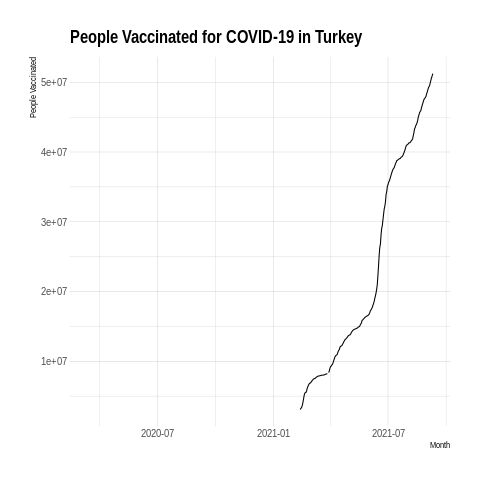 People Vaccinated for COVID-19 in Turkey
People Vaccinated
5e+07
4e+07
3e+07
2e+07
1e+07
2020-07
2021-01
2021-07
Month